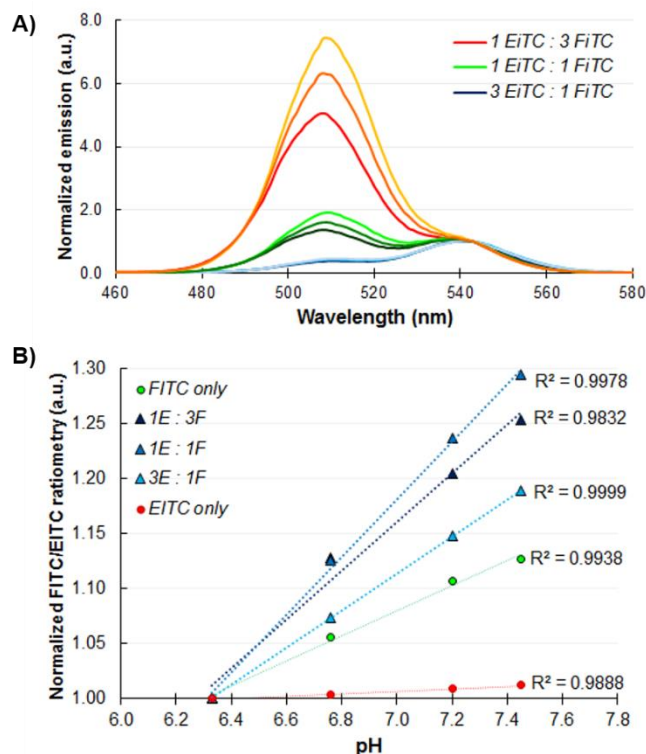 A)
Normalized emission (a.u.)
8.0
6.0
4.0
2.0
0.0
1 EiTC : 3 FiTC
1 EiTC : 1 FiTC
3 EiTC : 1 FiTC
460 480 500 520 540 560 580
Wavelength (nm)
B)
Normalized FITC/EITC ratiometry (a.u.)
1.30
1.25
1.20
1.15
1.10
1.05
1.00
FITC only
1E : 3F
1E : 1F
3E : 1F
EITC only
R² = 0.9978
R² = 0.9832
R² = 0.9999
R² = 0.9938
R² = 0.9888
6.0 6.2 6.4 6.6 6.8 7.0 7.2 7.4 7.6 7.8
pH